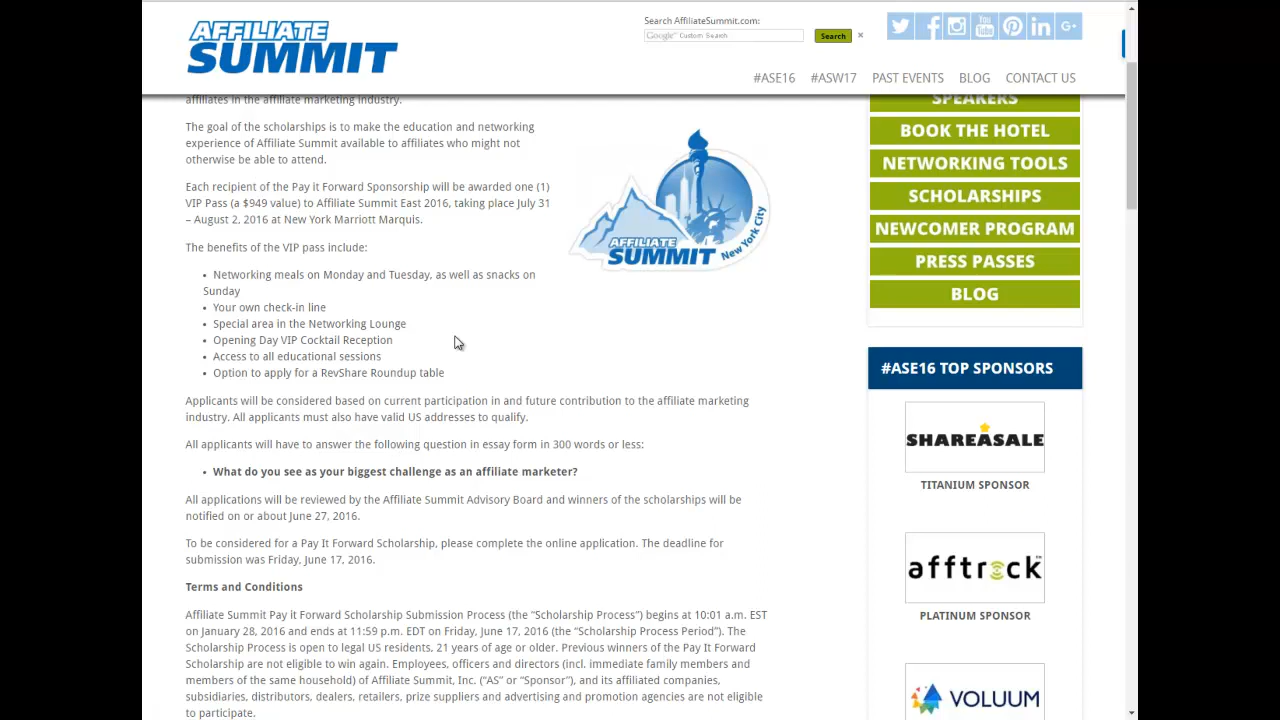 AFFILIATE
SUMMIT
Search AffiliateSummit.com:
Google Custom Search
Search
×
You
Tube
in
G+
#ASE16
#ASW17
PAST EVENTS
BLOG
CONTACT US
affiliates in the affiliate marketing industry.
The goal of the scholarships is to make the education and networking
experience of Affiliate Summit available to affiliates who might not
otherwise be able to attend.
Each recipient of the Pay it Forward Sponsorship will be awarded one (1)
VIP Pass (a $949 value) to Affiliate Summit East 2016, taking place July 31
– August 2, 2016 at New York Marriott Marquis.
The benefits of the VIP pass include:
• Networking meals on Monday and Tuesday, as well as snacks on
Sunday
• Your own check-in line
• Special area in the Networking Lounge
• Opening Day VIP Cocktail Reception
• Access to all educational sessions
• Option to apply for a RevShare Roundup table
AFFILIATE
SUMMIT
New York City
Applicants will be considered based on current participation in and future contribution to the affiliate marketing
industry. All applicants must also have valid US addresses to qualify.
All applicants will have to answer the following question in essay form in 300 words or less:
• What do you see as your biggest challenge as an affiliate marketer?
All applications will be reviewed by the Affiliate Summit Advisory Board and winners of the scholarships will be
notified on or about June 27, 2016.
To be considered for a Pay It Forward Scholarship, please complete the online application. The deadline for
submission was Friday, June 17, 2016.
Terms and Conditions
Affiliate Summit Pay it Forward Scholarship Submission Process (the “Scholarship Process”) begins at 10:01 a.m. EST
on January 28, 2016 and ends at 11:59 p.m. EDT on Friday, June 17, 2016 (the “Scholarship Process Period”). The
Scholarship Process is open to legal US residents, 21 years of age or older. Previous winners of the Pay It Forward
Scholarship are not eligible to win again. Employees, officers and directors (incl. immediate family members and
members of the same household) of Affiliate Summit, Inc. (“AS” or “Sponsor”), and its affiliated companies,
subsidiaries, distributors, dealers, retailers, prize suppliers and advertising and promotion agencies are not eligible
to participate.
SPEAKERS
BOOK THE HOTEL
NETWORKING TOOLS
SCHOLARSHIPS
NEWCOMER PROGRAM
PRESS PASSES
BLOG
#ASE16 TOP SPONSORS
SHAREASALE
TITANIUM SPONSOR
afftrack™
PLATINUM SPONSOR
VOLUUM